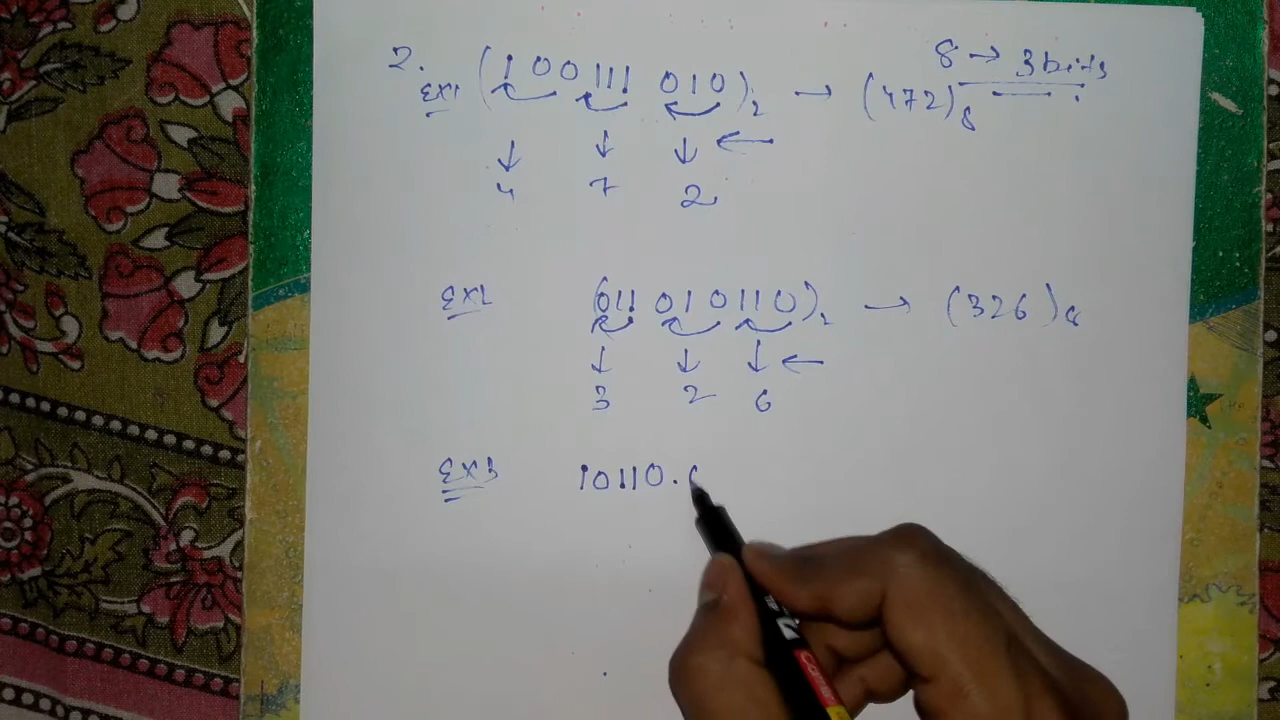 2.
8 → 3 bits
Ex1 (100 111 010)₂ → (472)₈
↓ ↓ ↓ ←
4 7 2
Ex2 (011 010 110)₂ → (326)₈
↓ ↓ ↓ ←
3 2 6
Ex3 10110.